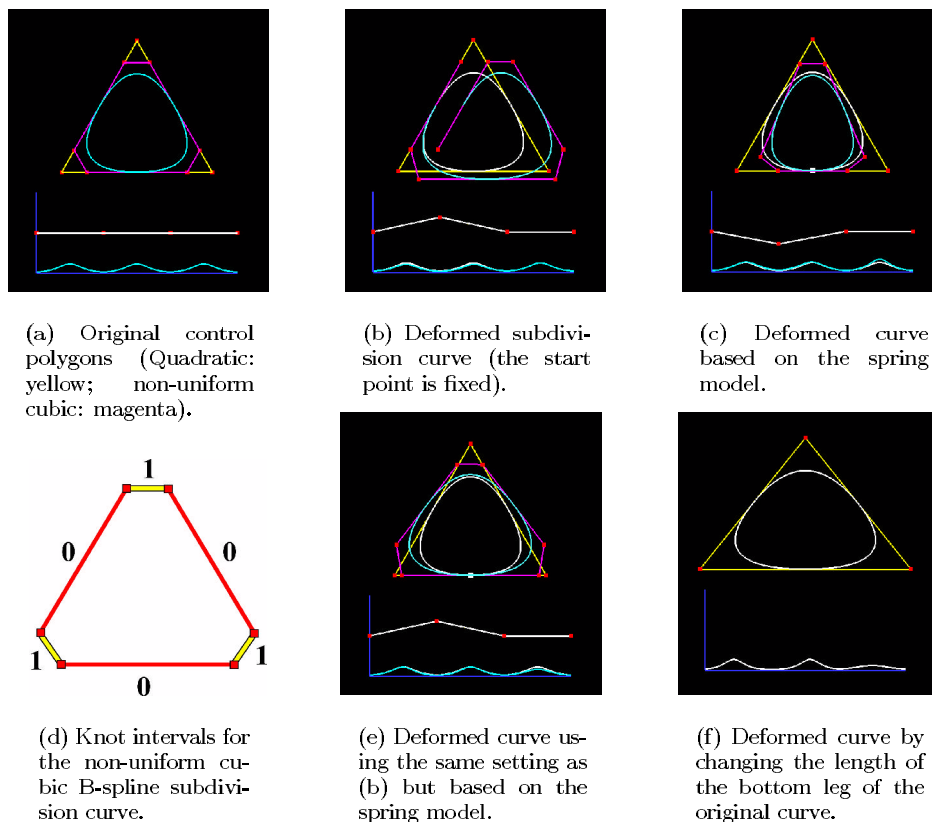 (a) Original control
polygons (Quadratic:
yellow; non-uniform
cubic: magenta).
(b) Deformed subdivi-
sion curve (the start
point is fixed).
(c) Deformed curve
based on the spring
model.
1
0
0
1
1
0
(d) Knot intervals for
the non-uniform cu-
bic B-spline subdivi-
sion curve.
(e) Deformed curve us-
ing the same setting as
(b) but based on the
spring model.
(f) Deformed curve by
changing the length of
the bottom leg of the
original curve.